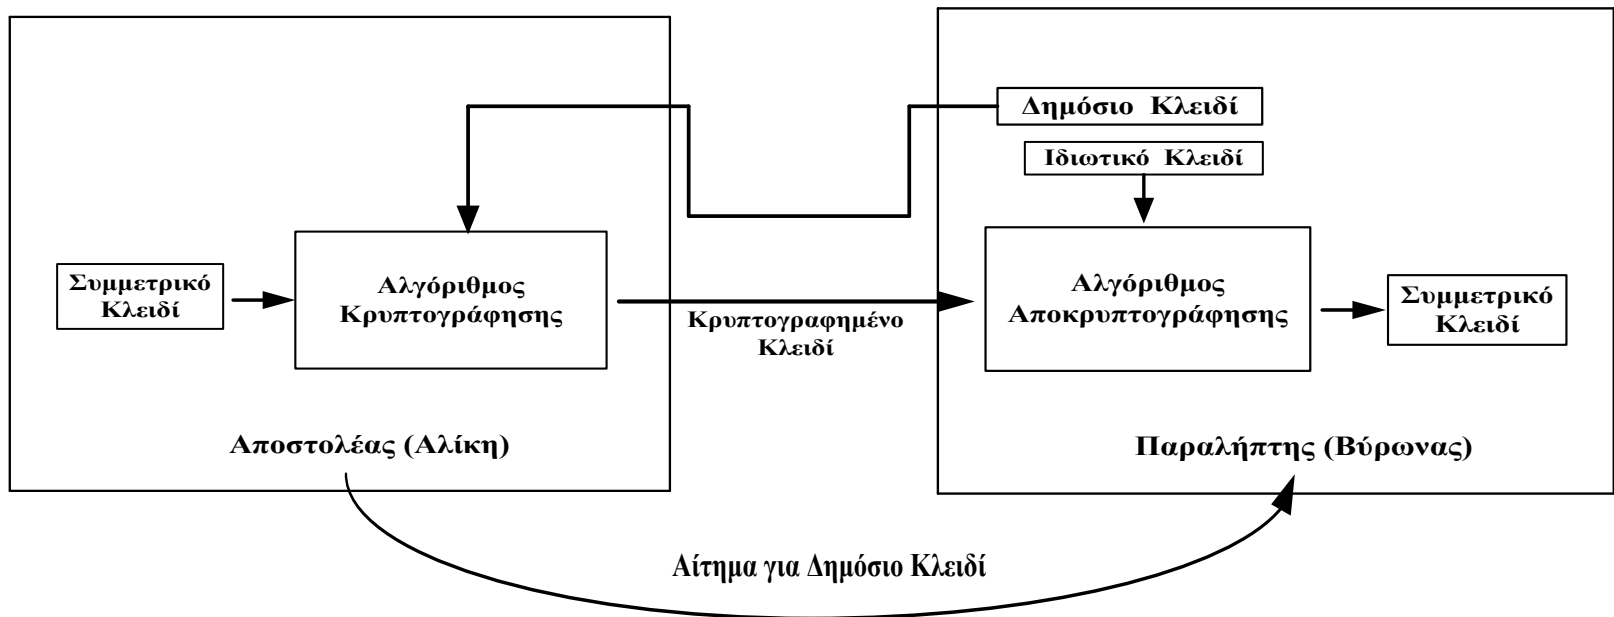 Δημόσιο Κλειδί
Ιδιωτικό Κλειδί
Συμμετρικό
Κλειδί
Αλγόριθμος
Κρυπτογράφησης
Κρυπτογραφημένο
Κλειδί
Αλγόριθμος
Αποκρυπτογράφησης
Συμμετρικό
Κλειδί
Αποστολέας (Αλίκη)
Παραλήπτης (Βύρωνας)
Αίτημα για Δημόσιο Κλειδί